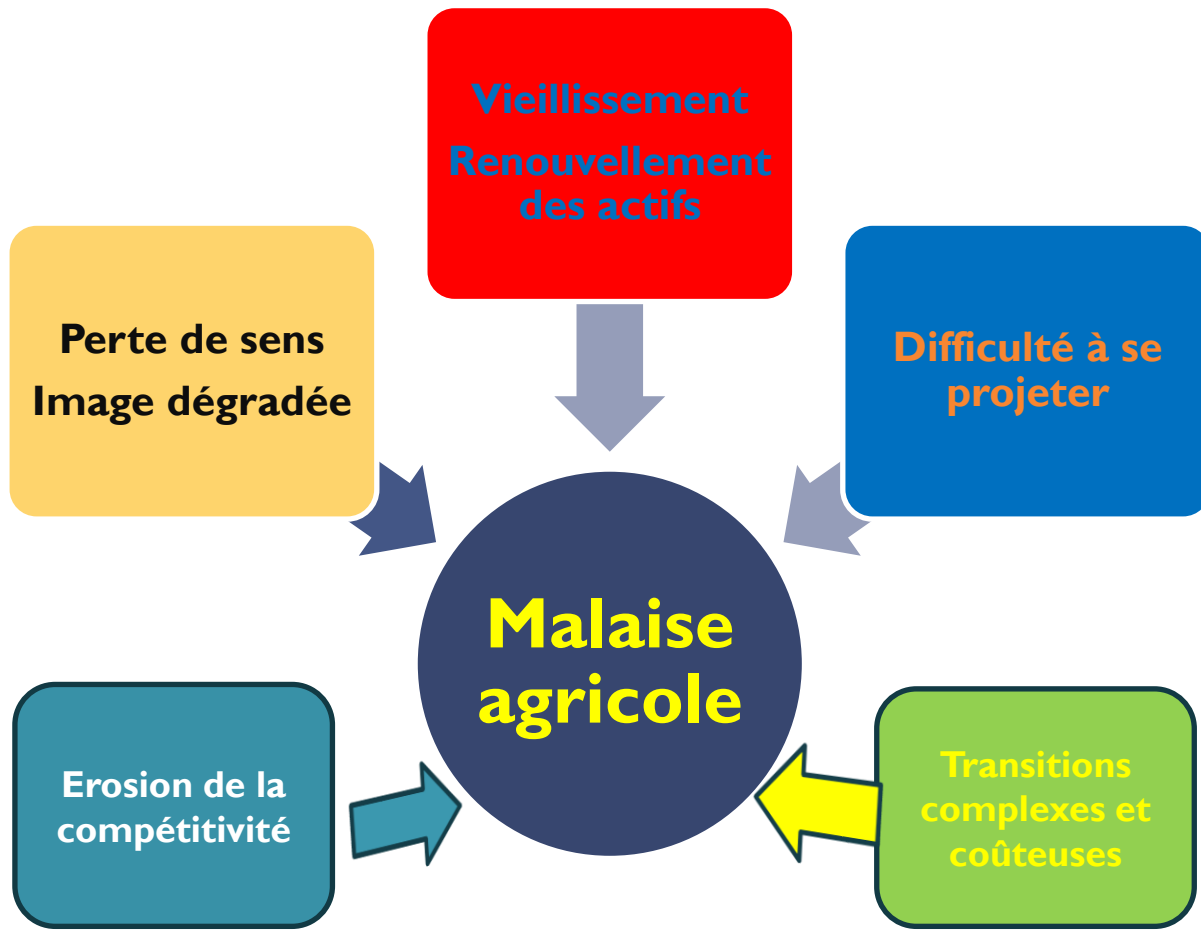 Vieillissement
Renouvellement
des actifs
Perte de sens
Image dégradée
Difficulté à se
projeter
Malaise
agricole
Erosion de la
compétitivité
Transitions
complexes et
coûteuses